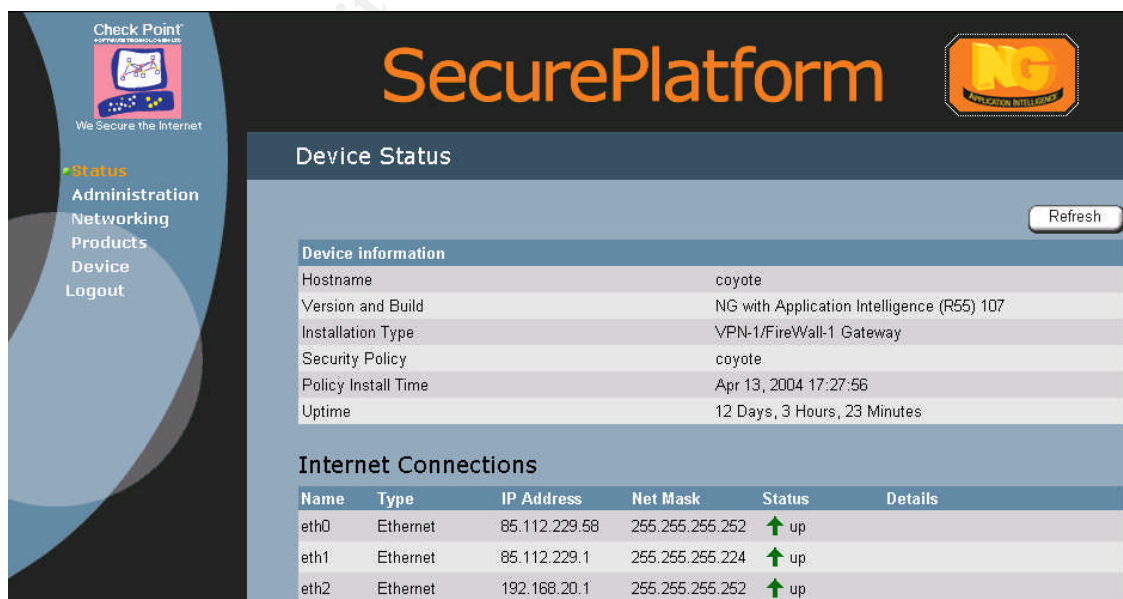 Check Point
SOFTWARE TECHNOLOGIES LTD
We Secure the Internet
SecurePlatform
NG
APPLICATION INTELLIGENCE
Status
Administration
Networking
Products
Device
Logout
Device Status
Refresh
Device information
Hostname coyote
Version and Build NG with Application Intelligence (R55) 107
Installation Type VPN-1/FireWall-1 Gateway
Security Policy coyote
Policy Install Time Apr 13, 2004 17:27:56
Uptime 12 Days, 3 Hours, 23 Minutes
Internet Connections
Name Type IP Address Net Mask Status Details
eth0 Ethernet 85.112.229.58 255.255.255.252 up
eth1 Ethernet 85.112.229.1 255.255.255.224 up
eth2 Ethernet 192.168.20.1 255.255.255.252 up